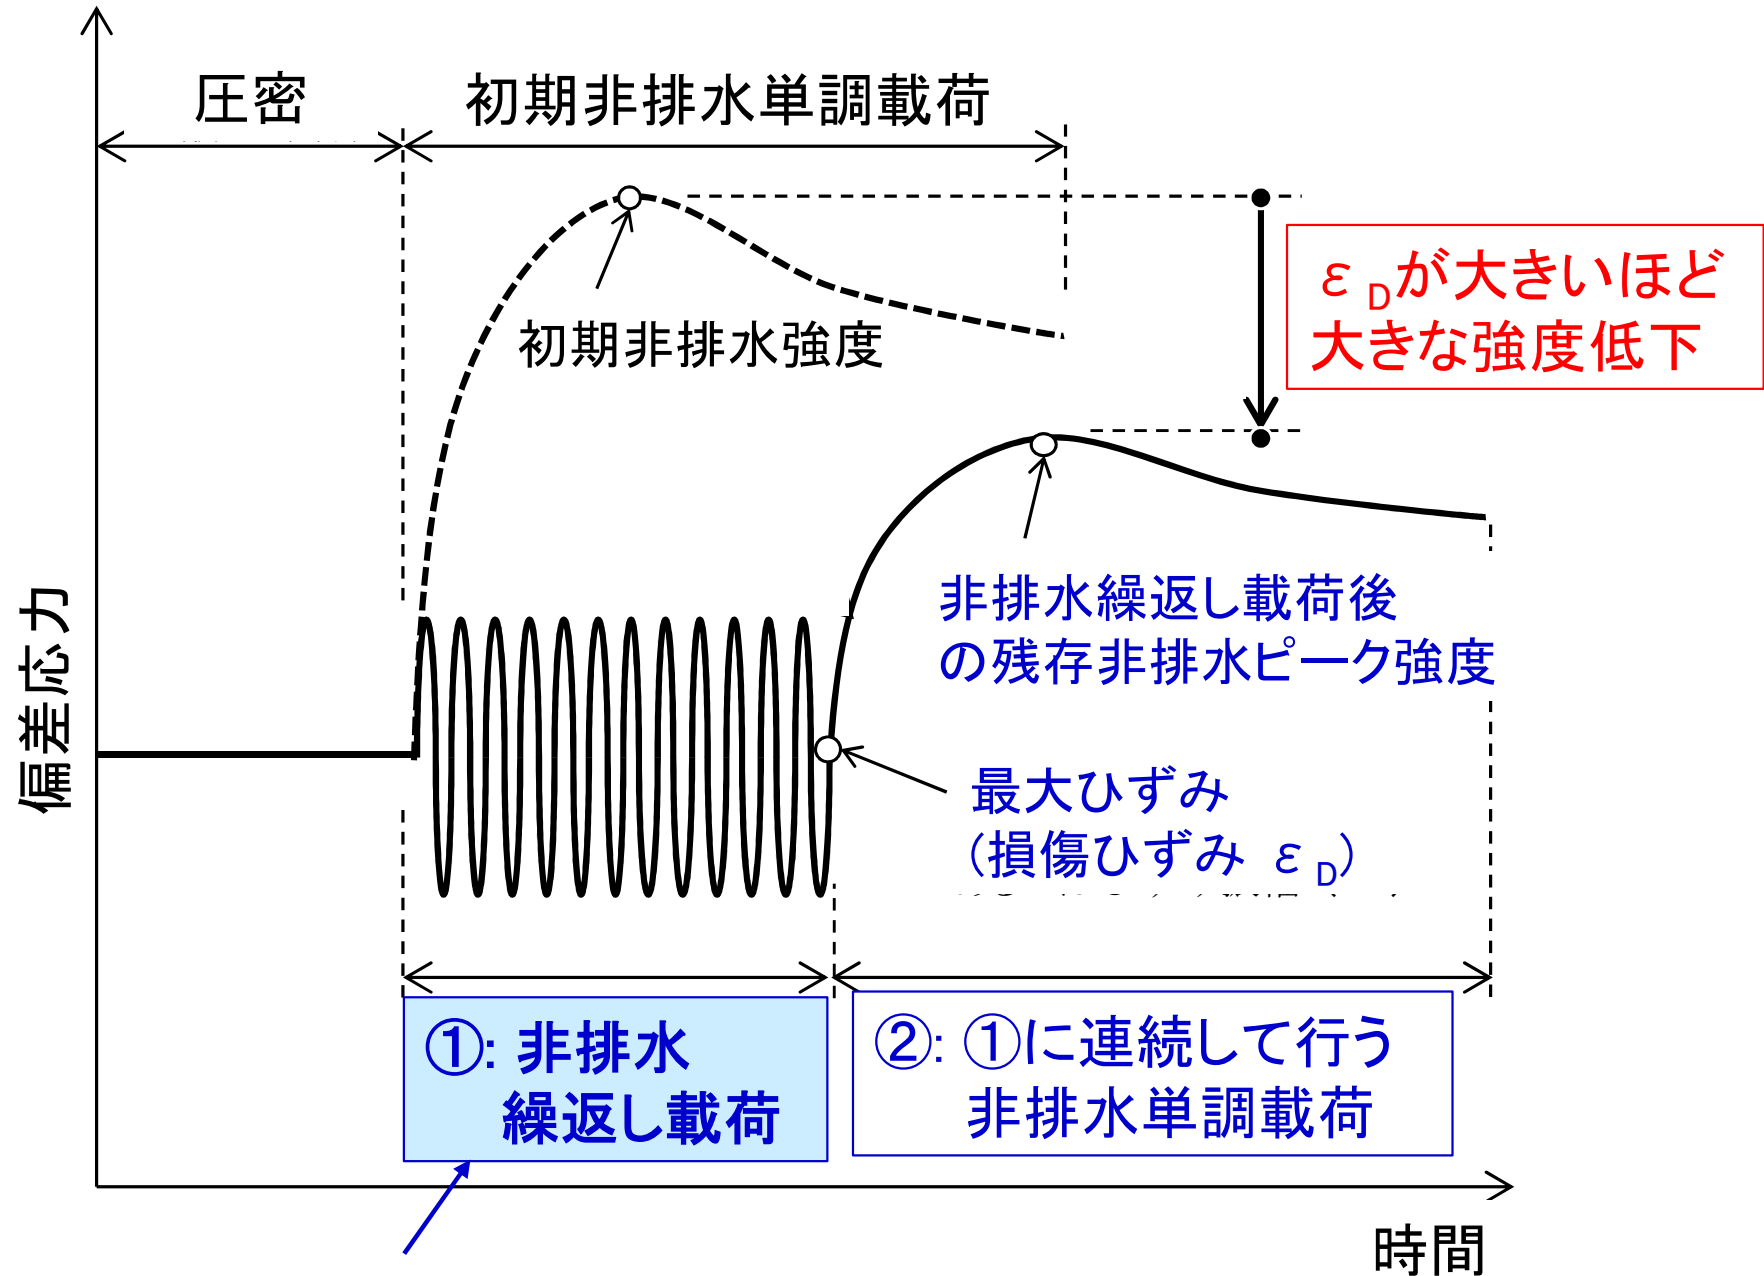 圧密
初期非排水単調載荷
εDが大きいほど
大きな強度低下
初期非排水強度
非排水繰返し載荷後
の残存非排水ピーク強度
偏差応力
最大ひずみ
(損傷ひずみ εD)
①: 非排水
繰返し載荷
②: ①に連続して行う
非排水単調載荷
時間